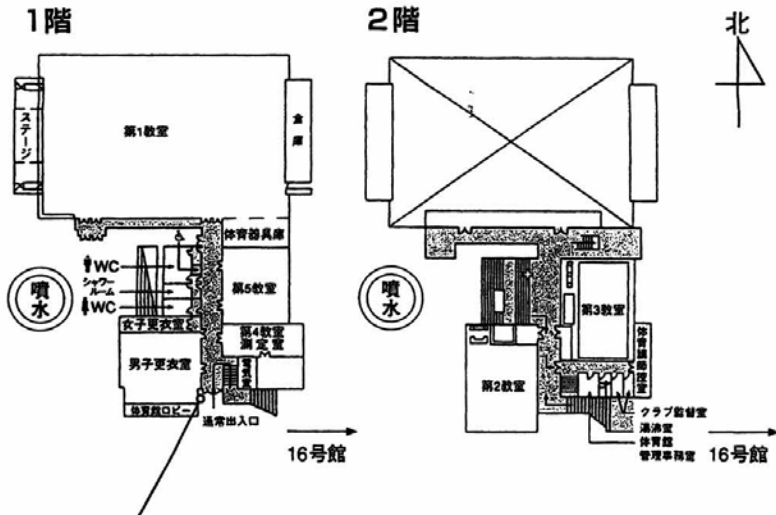 1階
ステージ
第1教室
倉庫
体育器具庫
WC
シャワー
ルーム
WC
噴水
第5教室
女子更衣室
第4教室
測定室
男子更衣室
電気室
体育館ロビー
通常出入口
16号館
2階
北
噴水
第3教室
体育講師控室
第2教室
クラブ監督室
湯沸室
体育館
管理事務室
16号館